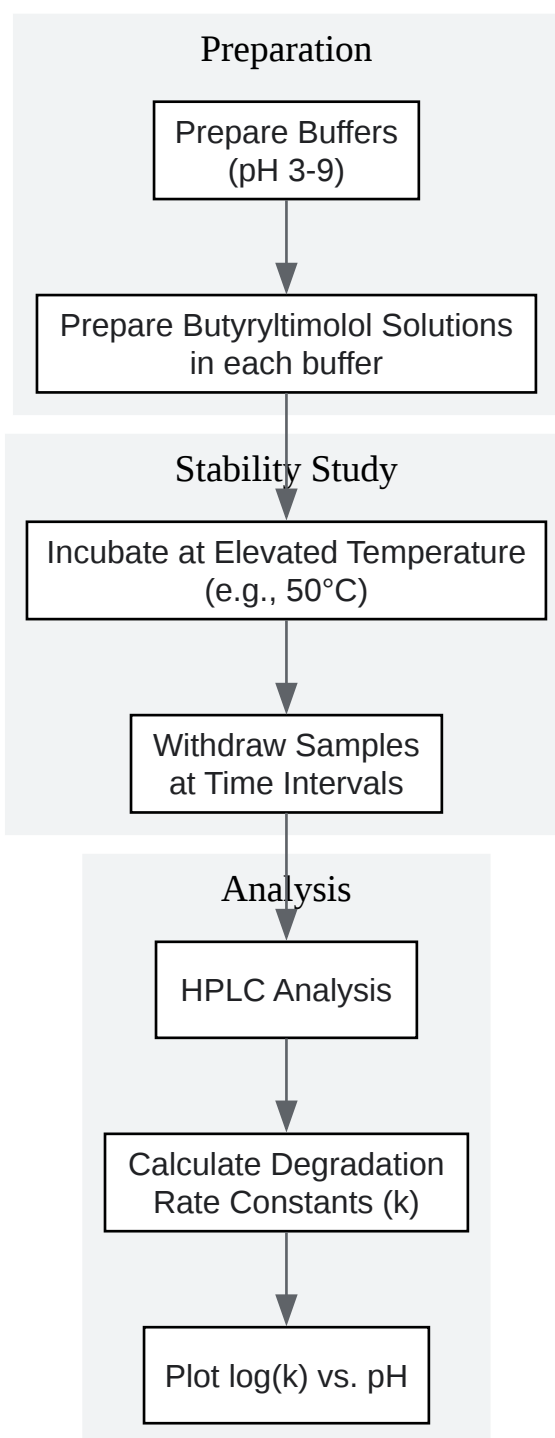 Preparation
Prepare Buffers
(pH 3-9)
Prepare Butyryltimolol Solutions
in each buffer
Stability Study
Incubate at Elevated Temperature
(e.g., 50°C)
Withdraw Samples
at Time Intervals
Analysis
HPLC Analysis
Calculate Degradation
Rate Constants (k)
Plot log(k) vs. pH